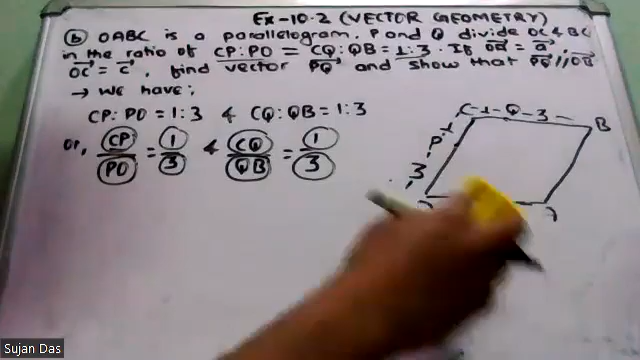 Ex-10.2 (VECTOR GEOMETRY)
(b) OABC is a parallelogram. P and Q divide OC & BC
in the ratio of CP:PO = CQ:QB = 1:3. If OA = a,
OC = c, find vector PQ and show that PQ // OB
→ We have:
CP:PO = 1:3 & CQ:QB = 1:3
or, CP/PO = 1/3 & CQ/QB = 1/3
C-1-Q-3-
B
1
P
3
Sujan Das